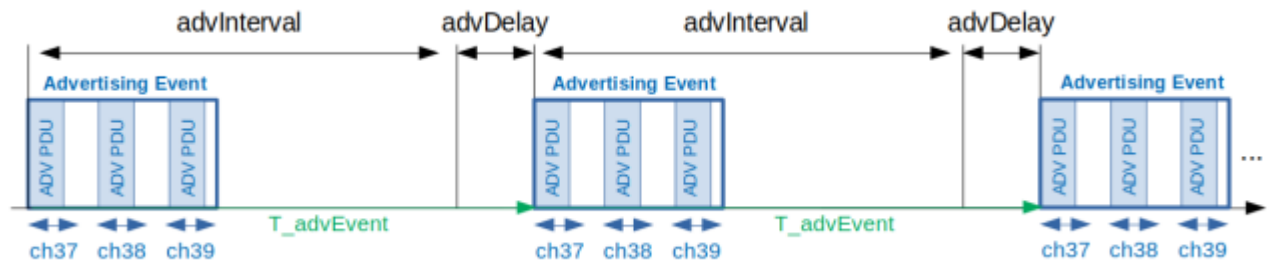 advInterval advDelay advInterval advDelay
Advertising Event Advertising Event Advertising Event
ADV PDU ADV PDU ADV PDU ADV PDU ADV PDU ADV PDU ADV PDU ADV PDU ADV PDU
...
T_advEvent T_advEvent
ch37 ch38 ch39 ch37 ch38 ch39 ch37 ch38 ch39